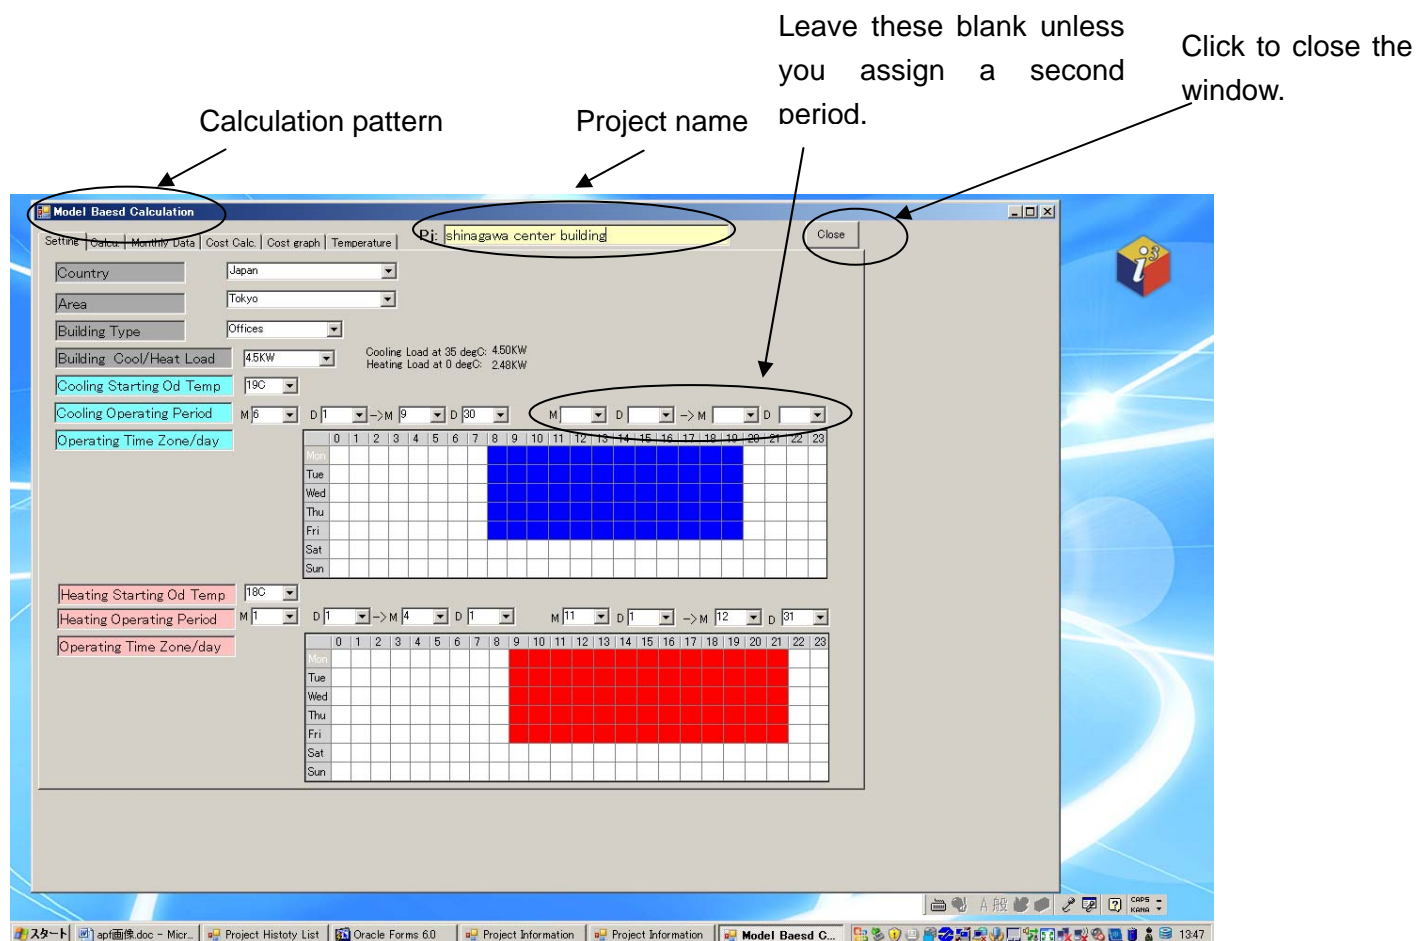 Leave these blank unless
you assign a second
period.
Click to close the
window.
Calculation pattern
Project name
Model Baesd Calculation
Setting Calcu. Monthly Data Cost Calc. Cost graph Temperature
Pj: shinagawa center building
Close
Country Japan
Area Tokyo
Building Type Offices
Building Cool/Heat Load 4.5KW
Cooling Load at 35 degC: 4.50KW
Heating Load at 0 degC: 2.48KW
Cooling Starting Od Temp 19C
Cooling Operating Period M 6 D 1 -> M 9 D 30 M D -> M D
Operating Time Zone/day
0 1 2 3 4 5 6 7 8 9 10 11 12 13 14 15 16 17 18 19 20 21 22 23
Mon
Tue
Wed
Thu
Fri
Sat
Sun
Heating Starting Od Temp 18C
Heating Operating Period M 1 D 1 -> M 4 D 1 M 11 D 1 -> M 12 D 31
Operating Time Zone/day
0 1 2 3 4 5 6 7 8 9 10 11 12 13 14 15 16 17 18 19 20 21 22 23
Mon
Tue
Wed
Thu
Fri
Sat
Sun
i3
A 般 CAPS KANA
スタート apf画像.doc - Micr... Project Histoty List Oracle Forms 6.0 Project Information Project Information Model Baesd C... 13:47